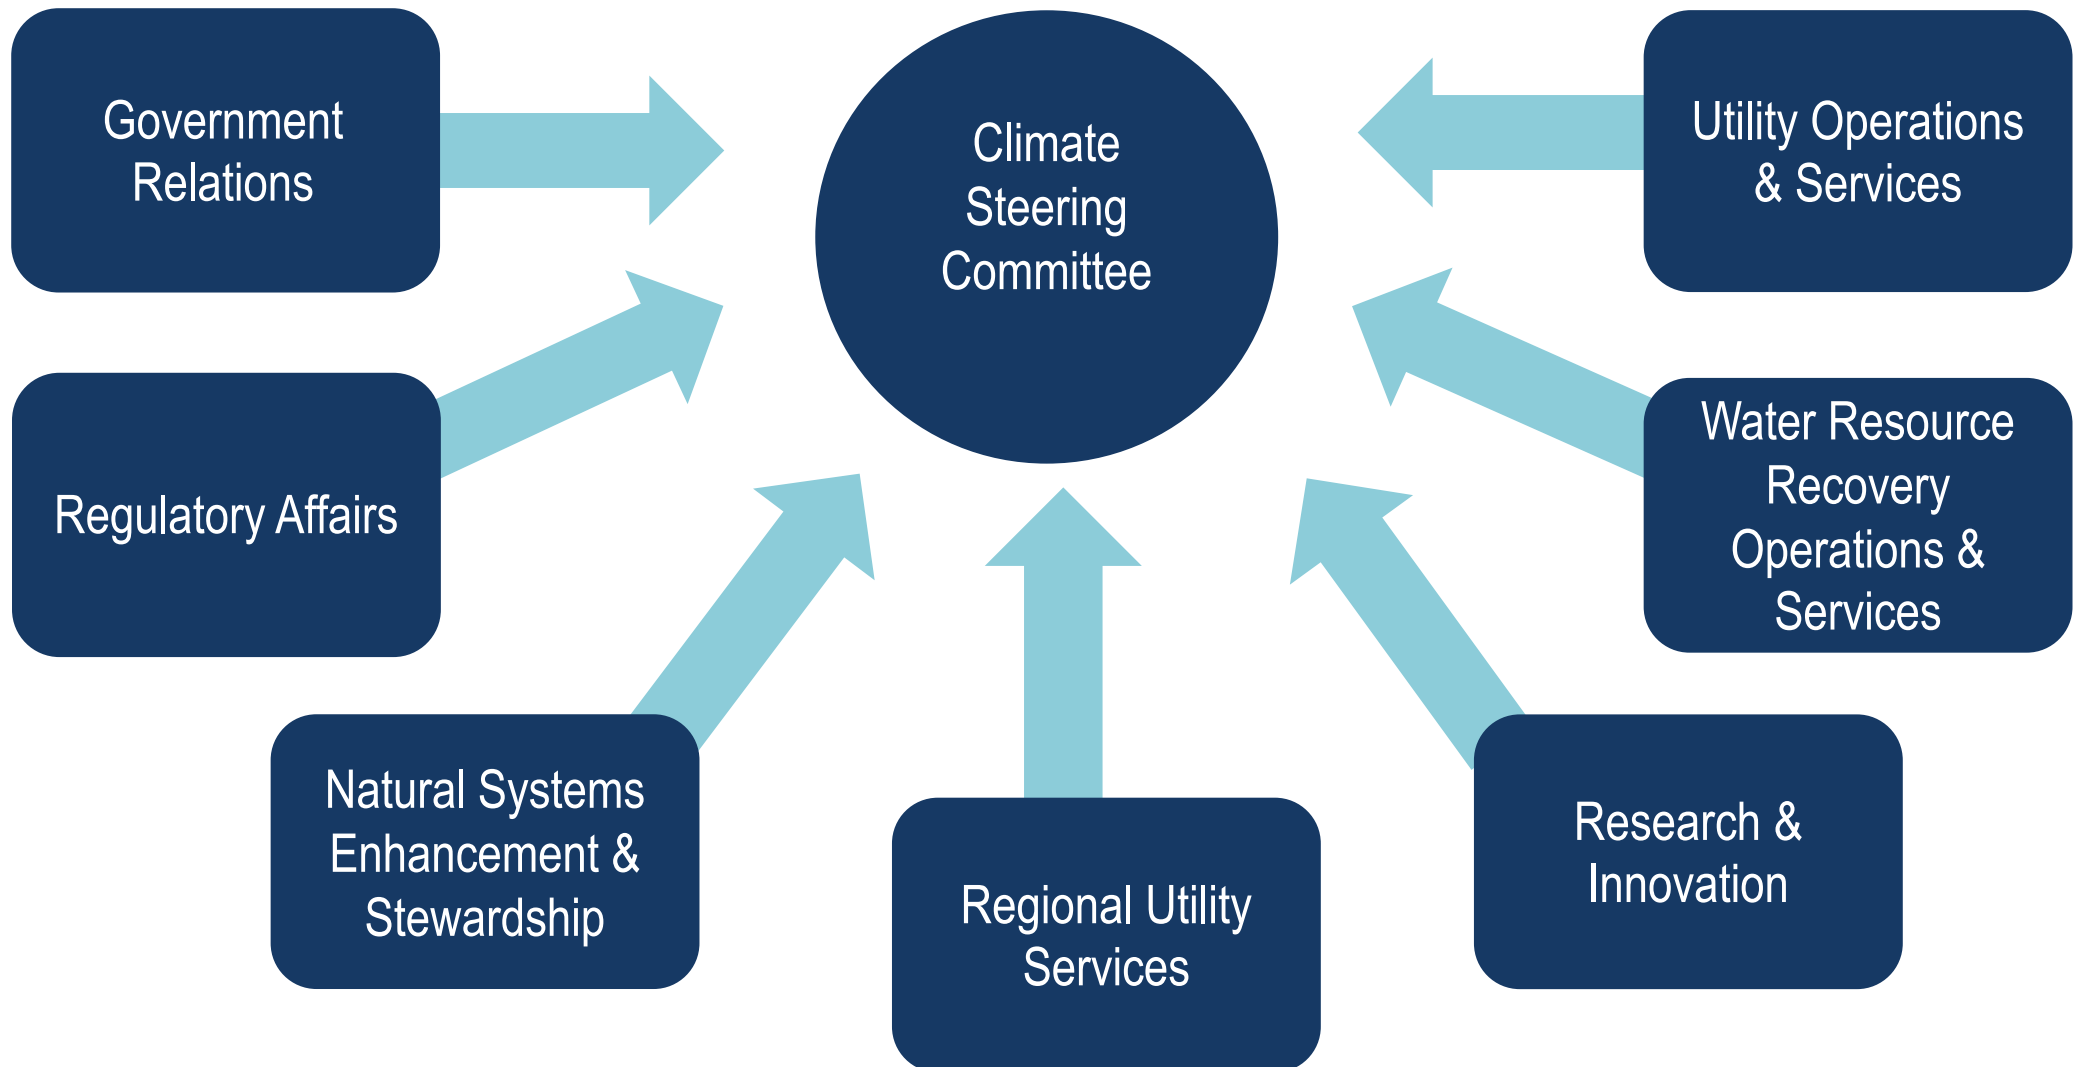 Government
Relations
Climate
Steering
Committee
Utility Operations
& Services
Regulatory Affairs
Water Resource
Recovery
Operations &
Services
Natural Systems
Enhancement &
Stewardship
Regional Utility
Services
Research &
Innovation